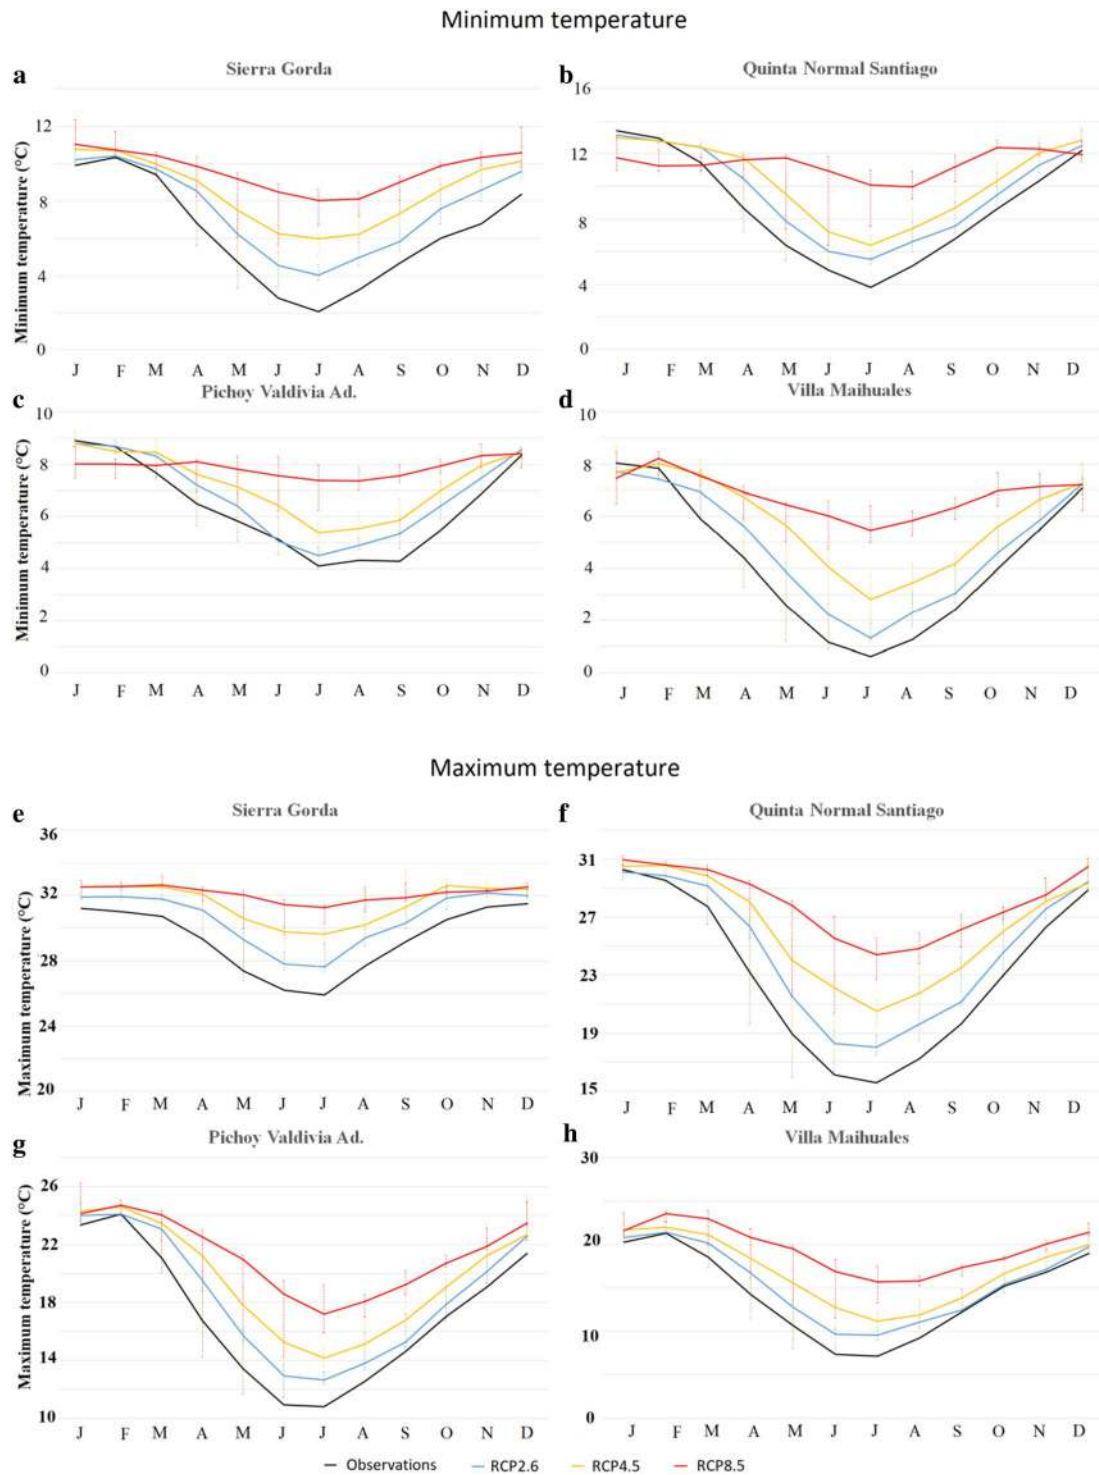 Minimum temperature
a
Sierra Gorda
Minimum temperature (°C)
12
8
4
0
J F M A M J J A S O N D
b
Quinta Normal Santiago
16
12
8
4
0
J F M A M J J A S O N D
c
Pichoy Valdivia Ad.
Minimum temperature (°C)
10
8
6
4
2
0
J F M A M J J A S O N D
d
Villa Maihuales
10
8
6
4
2
0
J F M A M J J A S O N D
Maximum temperature
e
Sierra Gorda
Maximum temperature (°C)
36
32
28
24
20
J F M A M J J A S O N D
f
Quinta Normal Santiago
31
27
23
19
15
J F M A M J J A S O N D
g
Pichoy Valdivia Ad.
Maximum temperature (°C)
26
22
18
14
10
J F M A M J J A S O N D
h
Villa Maihuales
30
20
10
0
J F M A M J J A S O N D
Observations RCP2.6 RCP4.5 RCP8.5